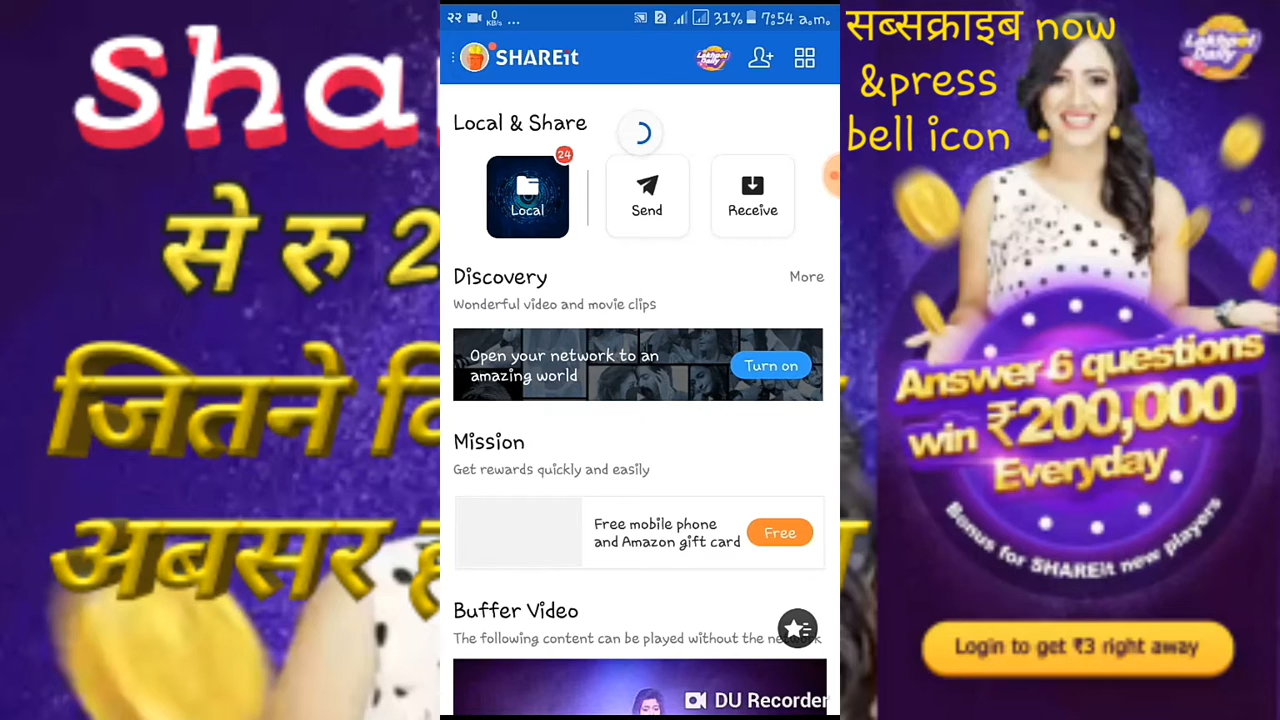 Sha
से रु 2
जितने
अबसर
२२ 0 KB/s ... 2 31% 7:54 a.m.
SHAREit Lakhpati Daily
Local & Share
24
Local Send Receive
Discovery More
Wonderful video and movie clips
Open your network to an
amazing world
Turn on
Mission
Get rewards quickly and easily
Free mobile phone
and Amazon gift card
Free
Buffer Video
The following content can be played without the network
DU Recorder
सब्सक्राइब now
&press
bell icon
Lakhpati
Daily
Answer 6 questions
win ₹200,000
Everyday
Bonus for SHAREit new players
Login to get ₹3 right away